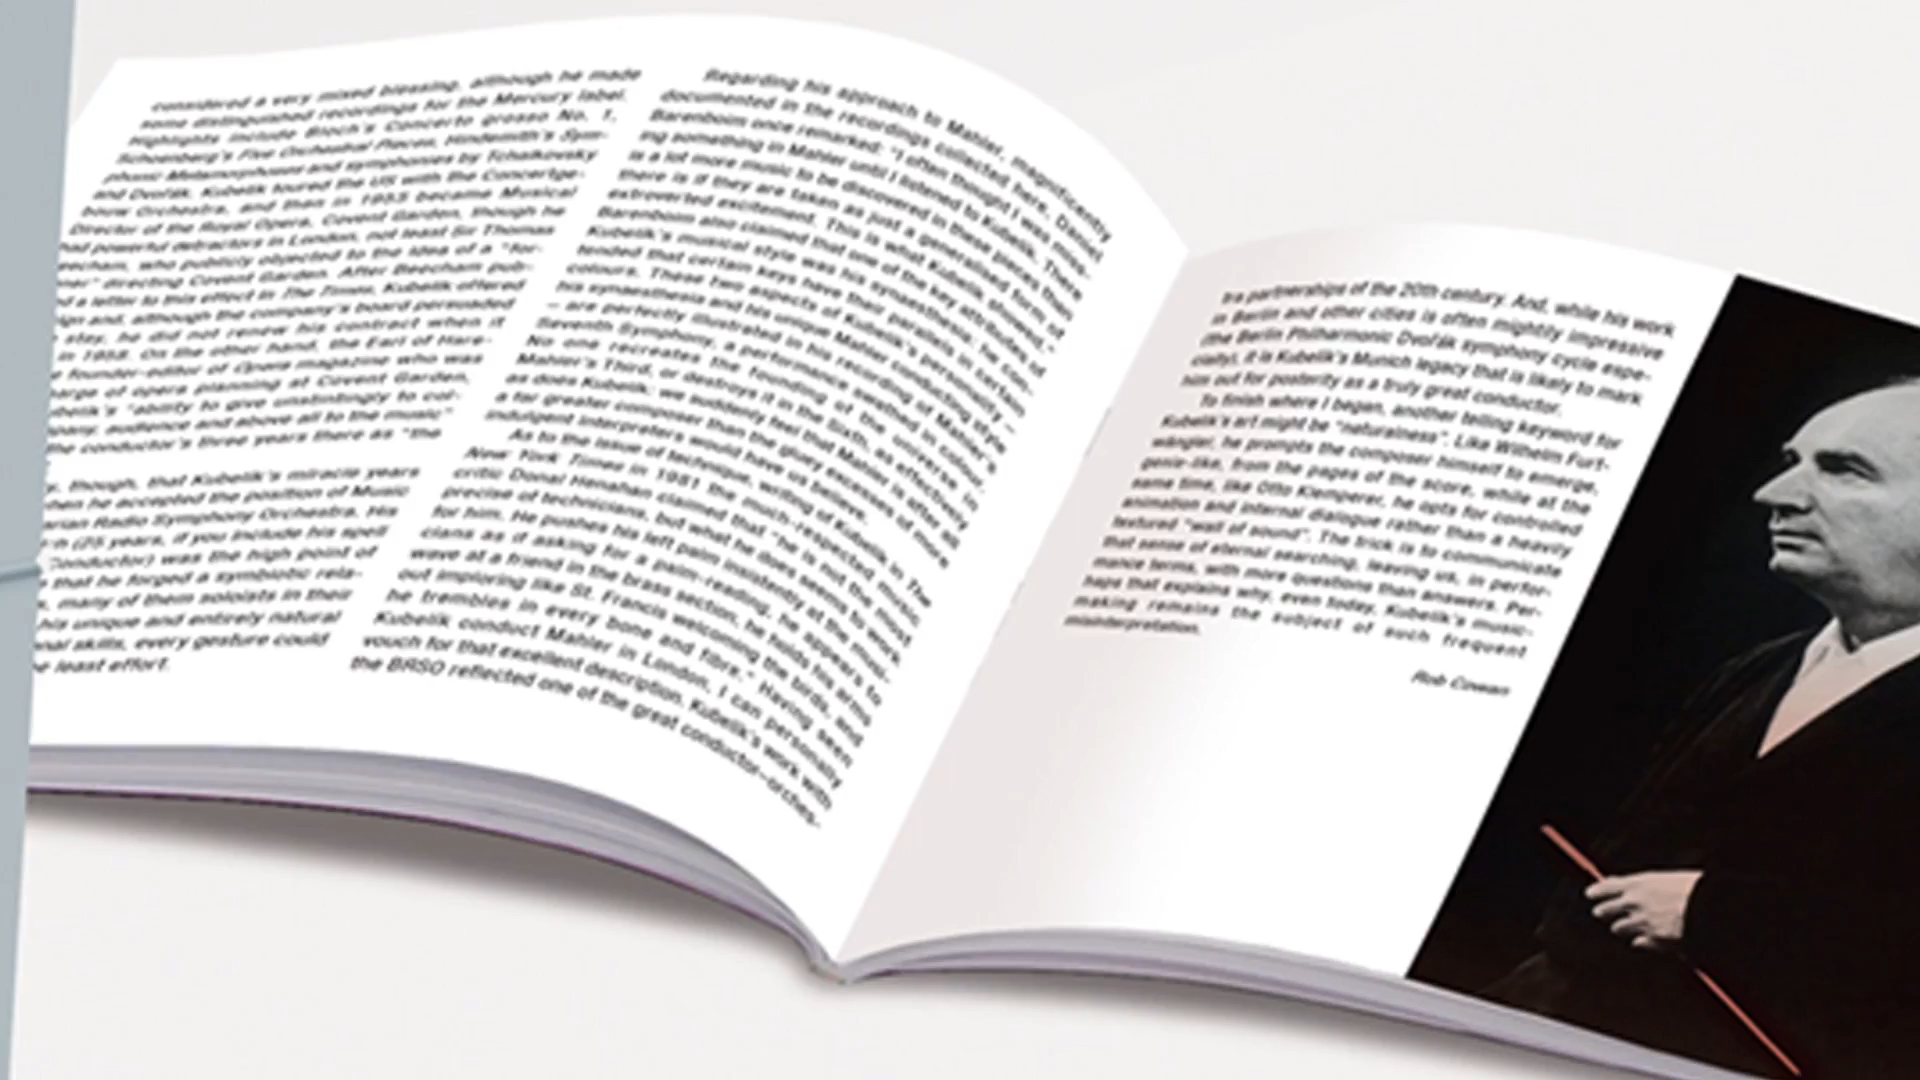 considered a very mixed blessing, although he made
some distinguished recordings for the Mercury label.
Highlights include Bloch's Concerto grosso No. 1,
Schoenberg's Five Orchestral Pieces, Hindemith's Sym-
phonic Metamorphoses and symphonies by Tchaikovsky
and Dvořák. Kubelík toured the US with the Concertge-
bouw Orchestra, and then in 1955 became Musical
Director of the Royal Opera, Covent Garden, though he
had powerful detractors in London, not least Sir Thomas
eecham, who publicly objected to the idea of a "for-
ner" directing Covent Garden. After Beecham pub-
d a letter to this effect in The Times, Kubelík offered
ign and, although the company's board persuaded
stay, he did not renew his contract when it
in 1958. On the other hand, the Earl of Hare-
founder-editor of Opera magazine who was
arge of opera planning at Covent Garden,
belík's "ability to give unstintingly to col-
pany, audience and above all to the music"
the conductor's three years there as "the
y, though, that Kubelík's miracle years
en he accepted the position of Music
arian Radio Symphony Orchestra. His
h (25 years, if you include his spell
Conductor) was the high point of
that he forged a symbiotic rela-
s, many of them soloists in their
his unique and entirely natural
nal skills, every gesture could
e least effort.
Regarding his approach to Mahler, magnificently
documented in the recordings collected here, Daniel
Barenboim once remarked: "I often thought I was miss-
ing something in Mahler until I listened to Kubelík. There
is a lot more music to be discovered in these pieces than
there is if they are taken as just a generalised form of
extroverted excitement. This is what Kubelík showed."
Barenboim also claimed that one of the key attributes of
Kubelík's musical style was his synaesthesia; he con-
tended that certain keys have their parallels in certain
colours. These two aspects of Kubelík's personality –
his synaesthesia and his unique Mahler conducting style
– are perfectly illustrated in his recording of Mahler's
Seventh Symphony, a performance swathed in colour.
No one recreates the founding of the universe in
Mahler's Third, or destroys it in the Sixth, as effectively
as does Kubelík; we suddenly feel that Mahler is after all
a far greater composer than the gluey excesses of more
indulgent interpreters would have us believe.
As to the issue of technique, writing of Kubelík in The
New York Times in 1981 the much-respected music
critic Donal Henahan claimed that "he is not the most
precise of technicians, but what he does seems to work
for him. He pushes his left palm insistently at the musi-
cians as if asking for a palm-reading, he appears to
wave at a friend in the brass section, he holds his arms
out imploring like St. Francis welcoming the birds, and
he trembles in every bone and fibre." Having seen
Kubelík conduct Mahler in London, I can personally
vouch for that excellent description. Kubelík's work with
the BRSO reflected one of the great conductor–orches-
tra partnerships of the 20th century. And, while his work
in Berlin and other cities is often mightily impressive
(the Berlin Philharmonic Dvořák symphony cycle espe-
cially), it is Kubelík's Munich legacy that is likely to mark
him out for posterity as a truly great conductor.
To finish where I began, another telling keyword for
Kubelík's art might be "naturalness". Like Wilhelm Furt-
wängler, he prompts the composer himself to emerge,
genie-like, from the pages of the score, while at the
same time, like Otto Klemperer, he opts for controlled
animation and internal dialogue rather than a heavily
textured "wall of sound". The trick is to communicate
that sense of eternal searching, leaving us, in perfor-
mance terms, with more questions than answers. Per-
haps that explains why, even today, Kubelík's music-
making remains the subject of such frequent
misinterpretation.
Rob Cowan